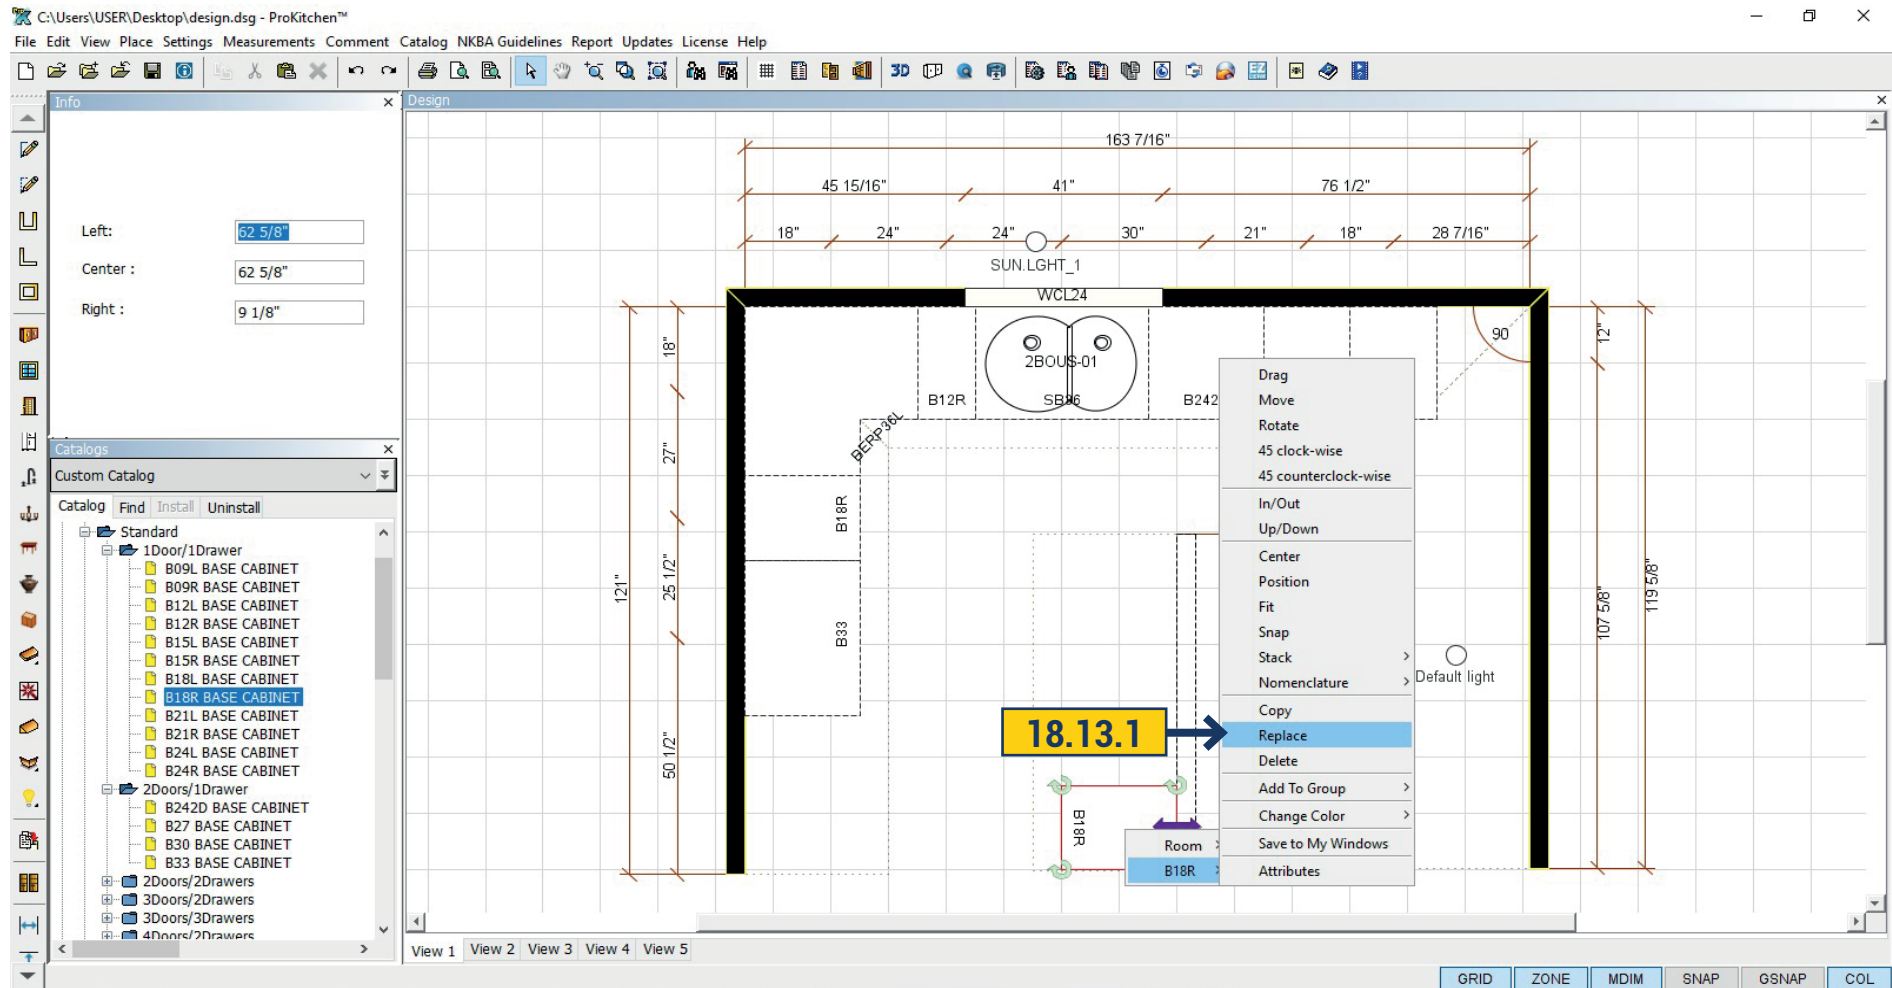 C:\Users\USER\Desktop\design.dsg - ProKitchen™
File Edit View Place Settings Measurements Comment Catalog NKBA Guidelines Report Updates License Help
3D
EZ
Info
Left:
62 5/8"
Center :
62 5/8"
Right :
9 1/8"
Catalogs
Custom Catalog
Catalog Find Install Uninstall
Standard
1Door/1Drawer
B09L BASE CABINET
B09R BASE CABINET
B12L BASE CABINET
B12R BASE CABINET
B15L BASE CABINET
B15R BASE CABINET
B18L BASE CABINET
B18R BASE CABINET
B21L BASE CABINET
B21R BASE CABINET
B24L BASE CABINET
B24R BASE CABINET
2Doors/1Drawer
B242D BASE CABINET
B27 BASE CABINET
B30 BASE CABINET
B33 BASE CABINET
2Doors/2Drawers
3Doors/2Drawers
3Doors/3Drawers
4Doors/2Drawers
Design
163 7/16"
45 15/16" 41" 76 1/2"
18" 24" 24" 30" 21" 18" 28 7/16"
SUN.LGHT_1
WCL24
2BOUS-01
B12R SB36 B242
BERP36L
90
18"
27"
25 1/2"
50 1/2"
121"
B18R
B33
12"
107 5/8"
119 5/8"
Default light
18.13.1
B18R
Room
B18R
Drag
Move
Rotate
45 clock-wise
45 counterclock-wise
In/Out
Up/Down
Center
Position
Fit
Snap
Stack
Nomenclature
Copy
Replace
Delete
Add To Group
Change Color
Save to My Windows
Attributes
View 1 View 2 View 3 View 4 View 5
GRID ZONE MDIM SNAP GSNAP COL